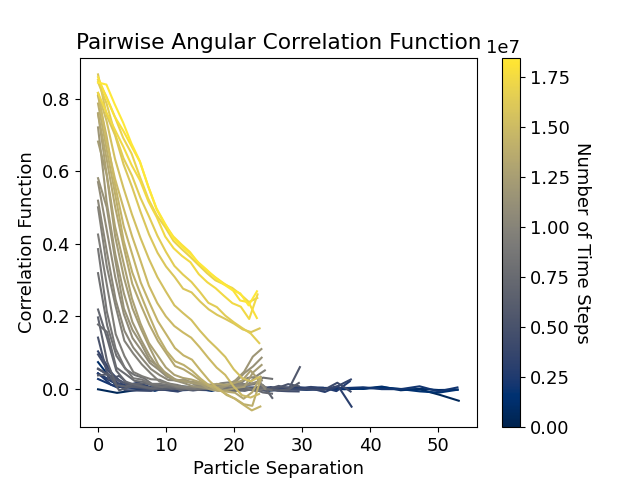 Pairwise Angular Correlation Function
1e7
0.8
0.6
0.4
0.2
0.0
Correlation Function
0 10 20 30 40 50
Particle Separation
1.75
1.50
1.25
1.00
0.75
0.50
0.25
0.00
Number of Time Steps